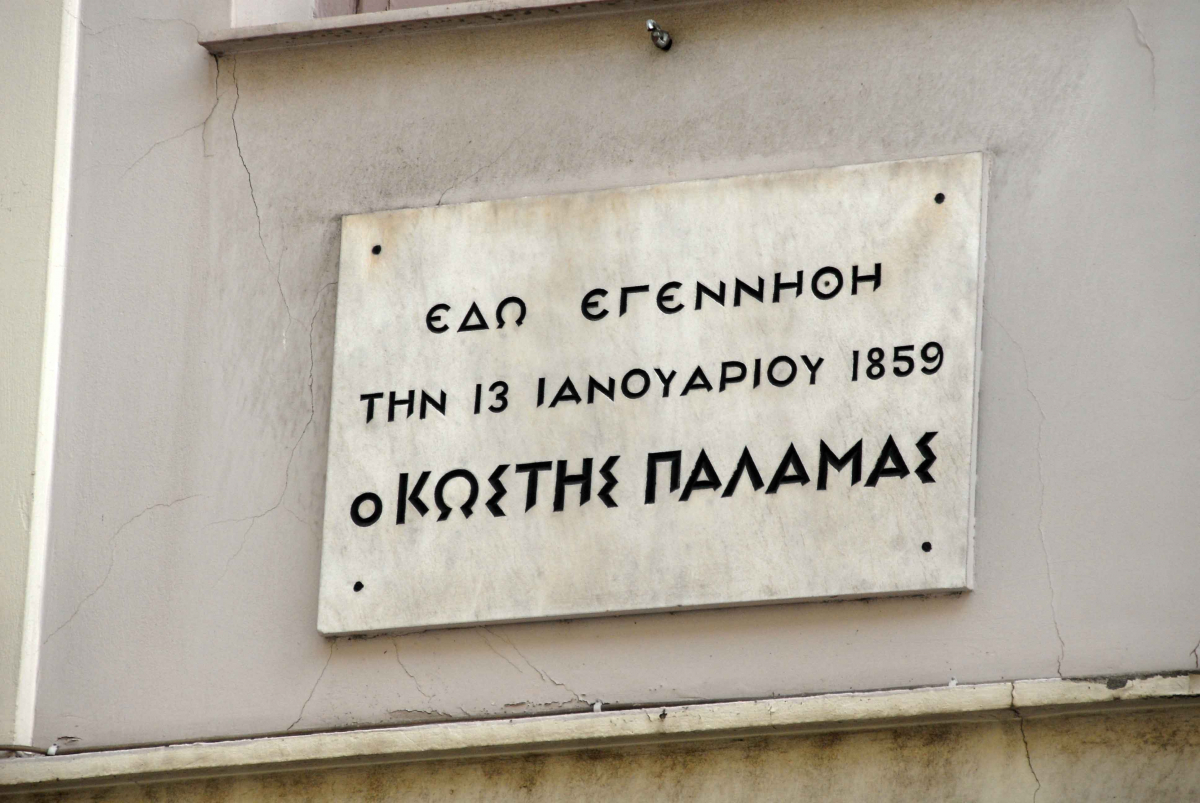 ΕΔΩ ΕΓΕΝΝΗΘΗ
ΤΗΝ 13 ΙΑΝΟΥΑΡΙΟΥ 1859
Ο ΚΩΣΤΗΣ ΠΑΛΑΜΑΣ